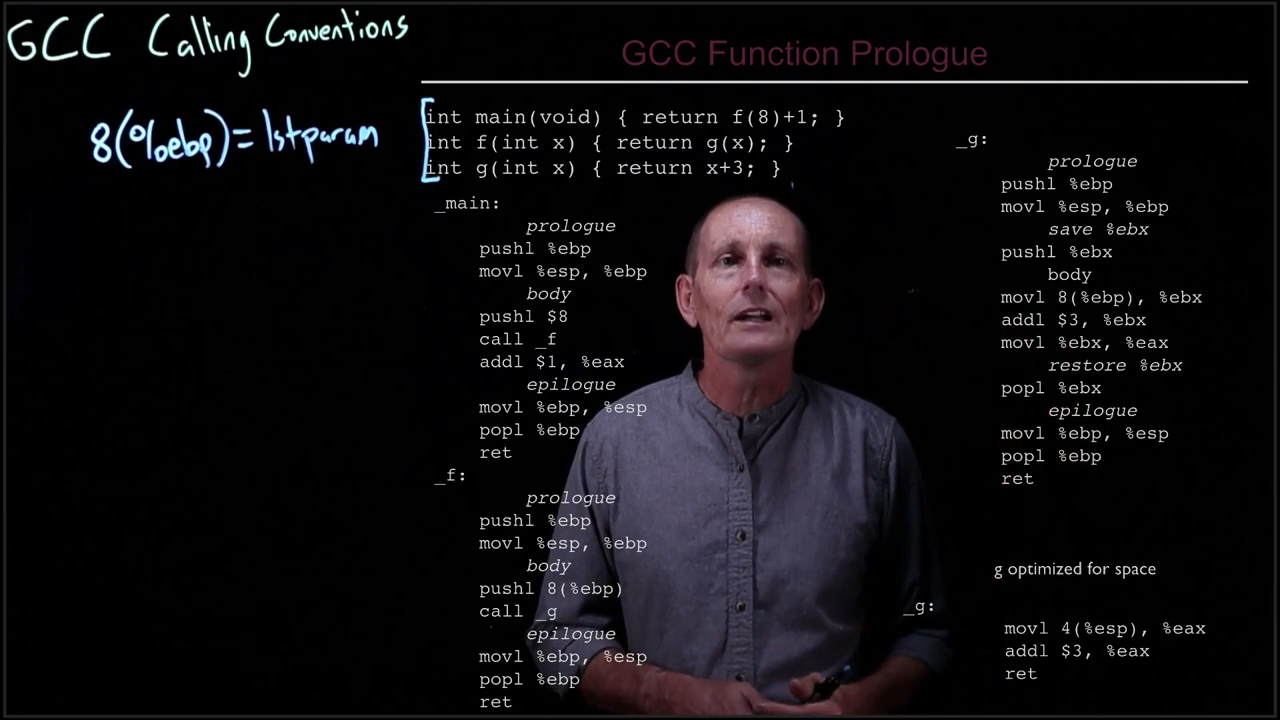 GCC Calling Conventions
GCC Function Prologue
8(%ebp) = 1st param
int main(void) { return f(8)+1; }
int f(int x) { return g(x); }
int g(int x) { return x+3; }
_main:
prologue
pushl %ebp
movl %esp, %ebp
body
pushl $8
call _f
addl $1, %eax
epilogue
movl %ebp, %esp
popl %ebp
ret
_f:
prologue
pushl %ebp
movl %esp, %ebp
body
pushl 8(%ebp)
call _g
epilogue
movl %ebp, %esp
popl %ebp
ret
_g:
prologue
pushl %ebp
movl %esp, %ebp
save %ebx
pushl %ebx
body
movl 8(%ebp), %ebx
addl $3, %ebx
movl %ebx, %eax
restore %ebx
popl %ebx
epilogue
movl %ebp, %esp
popl %ebp
ret
g optimized for space
_g:
movl 4(%esp), %eax
addl $3, %eax
ret